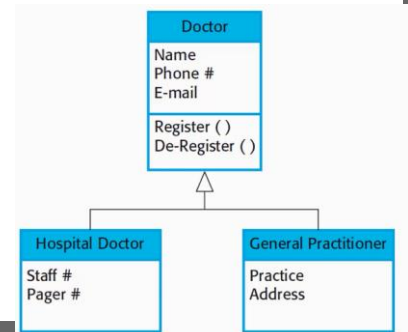 Doctor
Name
Phone #
E-mail
Register ( )
De-Register ( )
Hospital Doctor
Staff #
Pager #
General Practitioner
Practice
Address